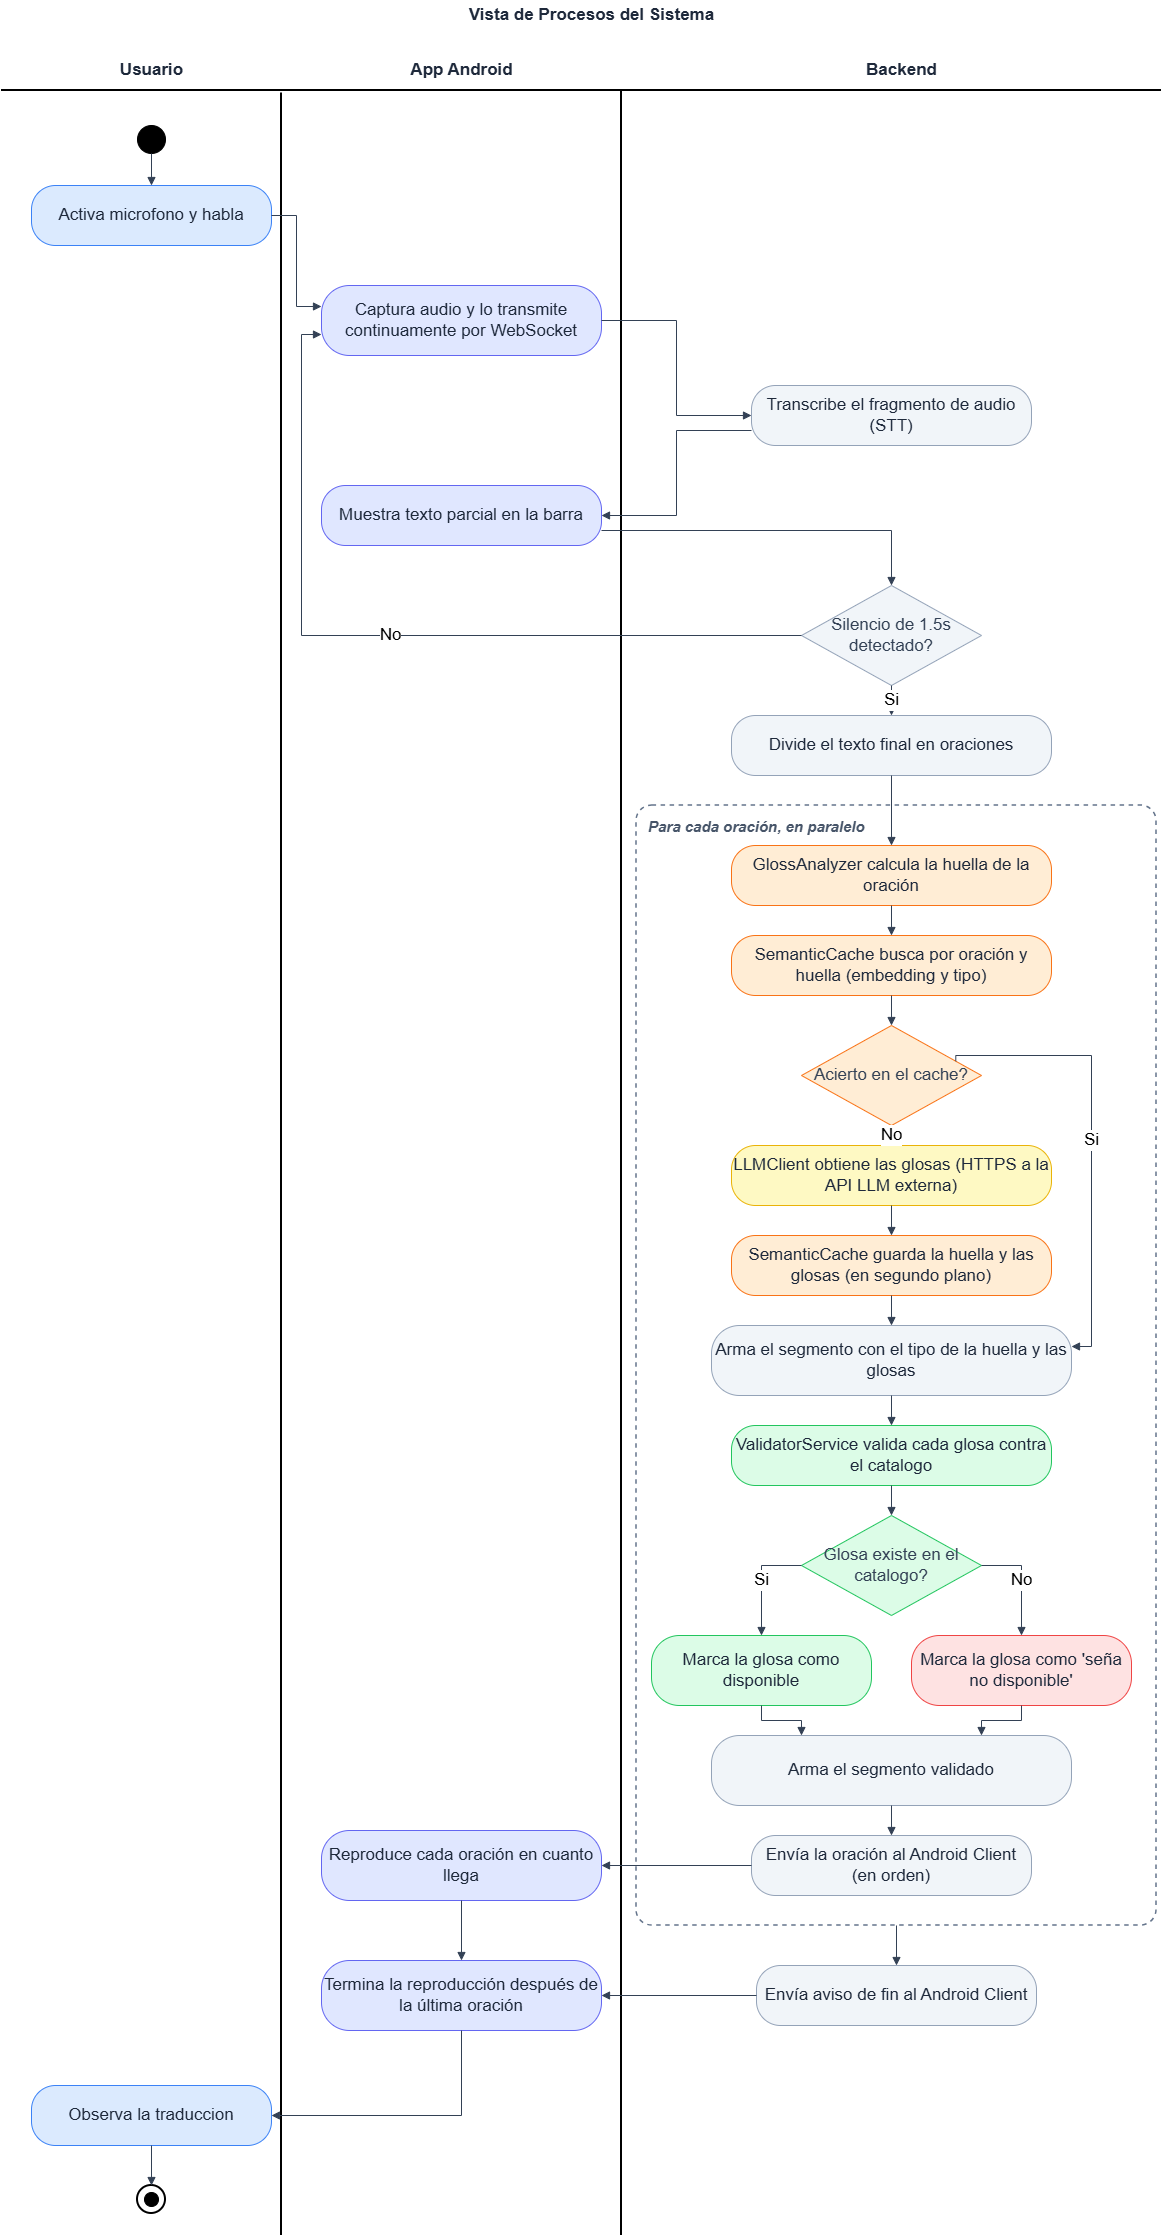 Vista de Procesos del Sistema
Usuario
App Android
Backend
Activa microfono y habla
Captura audio y lo transmite
continuamente por WebSocket
Transcribe el fragmento de audio
(STT)
Muestra texto parcial en la barra
Silencio de 1.5s
detectado?
No
Si
Divide el texto final en oraciones
Para cada oración, en paralelo
GlossAnalyzer calcula la huella de la
oración
SemanticCache busca por oración y
huella (embedding y tipo)
Acierto en el cache?
No
Si
LLMClient obtiene las glosas (HTTPS a la
API LLM externa)
SemanticCache guarda la huella y las
glosas (en segundo plano)
Arma el segmento con el tipo de la huella y las
glosas
ValidatorService valida cada glosa contra
el catalogo
Glosa existe en el
catalogo?
Si
No
Marca la glosa como
disponible
Marca la glosa como 'seña
no disponible'
Arma el segmento validado
Reproduce cada oración en cuanto
llega
Envía la oración al Android Client
(en orden)
Termina la reproducción después de
la última oración
Envía aviso de fin al Android Client
Observa la traduccion